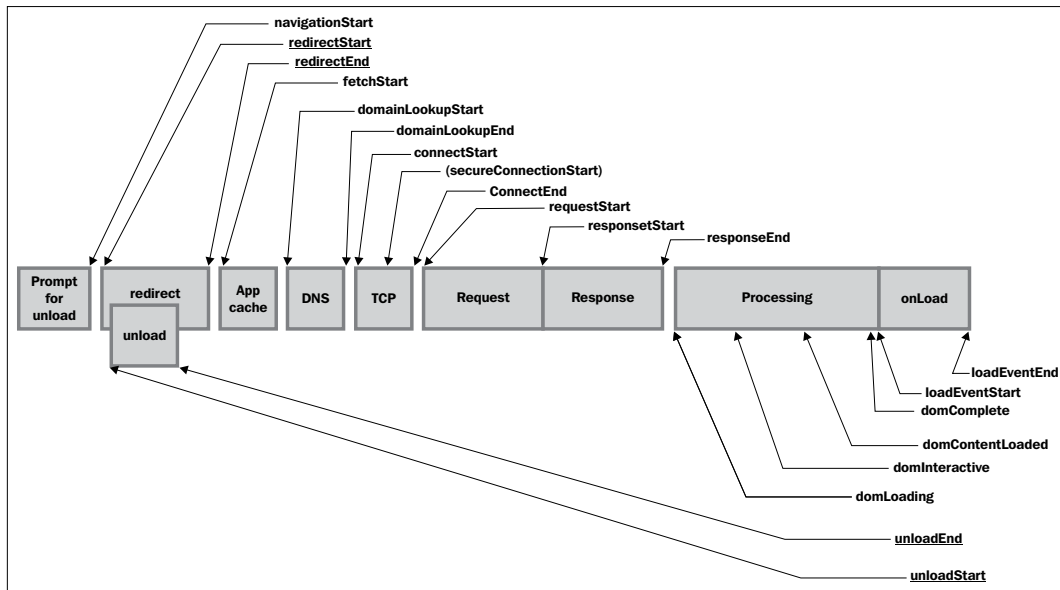 navigationStart
redirectStart
redirectEnd
fetchStart
domainLookupStart
domainLookupEnd
connectStart
(secureConnectionStart)
ConnectEnd
requestStart
responsetStart
responseEnd
Prompt
for
unload
redirect
unload
App
cache
DNS
TCP
Request
Response
Processing
onLoad
loadEventEnd
loadEventStart
domComplete
domContentLoaded
domInteractive
domLoading
unloadEnd
unloadStart